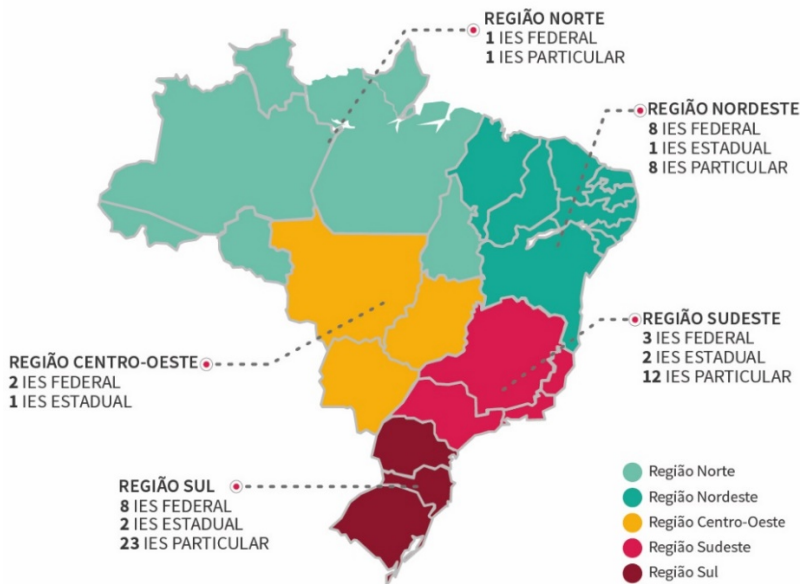 REGIÃO NORTE
1 IES FEDERAL
1 IES PARTICULAR
REGIÃO NORDESTE
8 IES FEDERAL
1 IES ESTADUAL
8 IES PARTICULAR
REGIÃO SUDESTE
3 IES FEDERAL
2 IES ESTADUAL
12 IES PARTICULAR
REGIÃO CENTRO-OESTE
2 IES FEDERAL
1 IES ESTADUAL
REGIÃO SUL
8 IES FEDERAL
2 IES ESTADUAL
23 IES PARTICULAR
Região Norte
Região Nordeste
Região Centro-Oeste
Região Sudeste
Região Sul